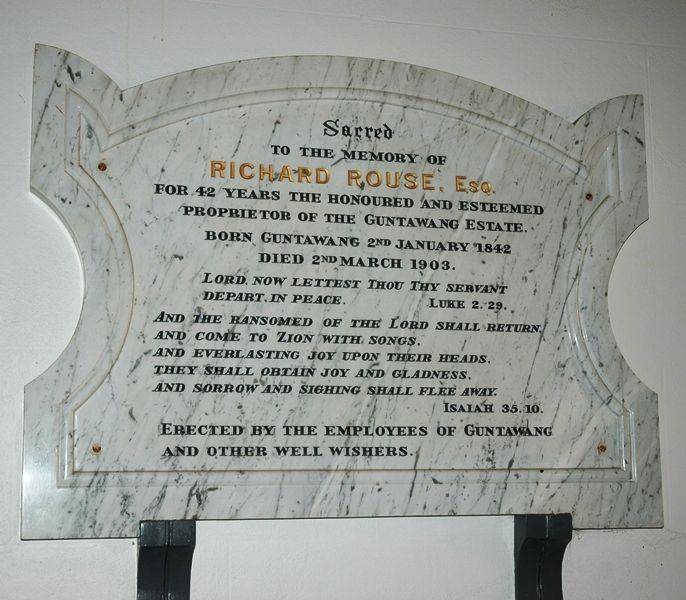 Sacred
TO THE MEMORY OF
RICHARD ROUSE, Esq.
FOR 42 YEARS THE HONOURED AND ESTEEMED
PROPRIETOR OF THE GUNTAWANG ESTATE.
BORN GUNTAWANG 2ND JANUARY 1842
DIED 2ND MARCH 1903.
LORD, NOW LETTEST THOU THY SERVANT
DEPART, IN PEACE. LUKE 2. 29.
AND THE RANSOMED OF THE LORD SHALL RETURN,
AND COME TO ZION WITH SONGS,
AND EVERLASTING JOY UPON THEIR HEADS,
THEY SHALL OBTAIN JOY AND GLADNESS,
AND SORROW AND SIGHING SHALL FLEE AWAY.
ISAIAH 35. 10.
ERECTED BY THE EMPLOYEES OF GUNTAWANG
AND OTHER WELL WISHERS.